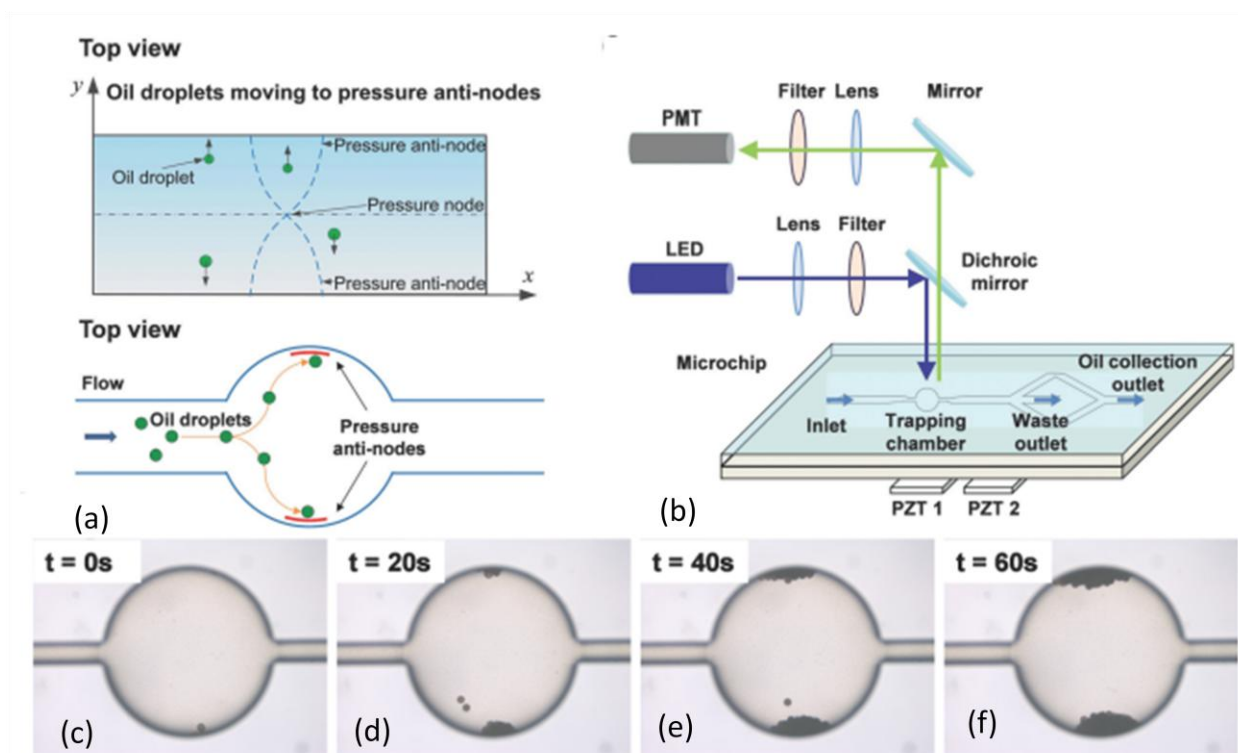 Top view
y
Oil droplets moving to pressure anti-nodes
Pressure anti-node
Oil droplet
Pressure node
Pressure anti-node
x
Top view
Flow
Oil droplets
Pressure
anti-nodes
(a)
Filter
Lens
Mirror
PMT
Lens
Filter
LED
Dichroic
mirror
Microchip
Oil collection
outlet
Inlet
Trapping
chamber
Waste
outlet
PZT 1
PZT 2
(b)
t = 0s
(c)
t = 20s
(d)
t = 40s
(e)
t = 60s
(f)